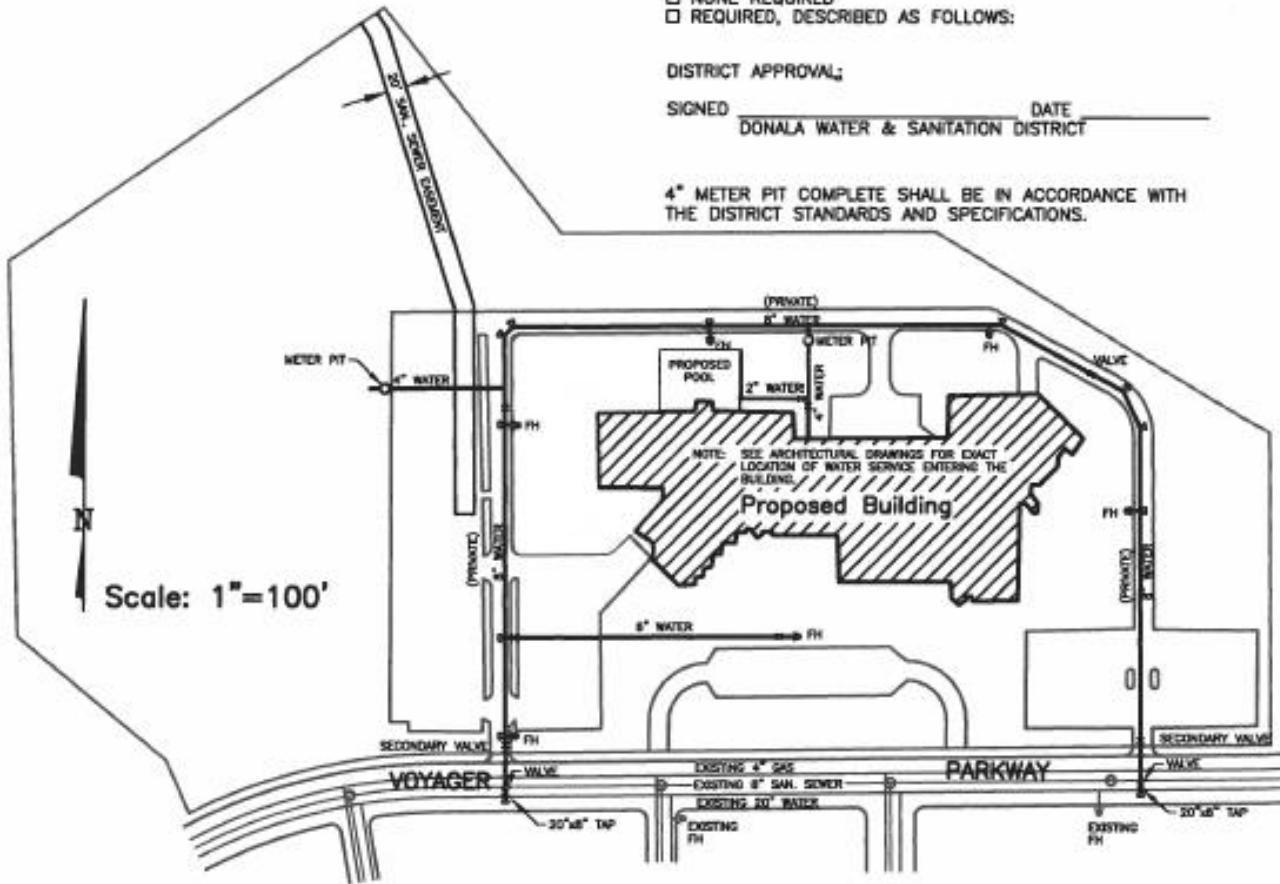 □ NONE REQUIRED
□ REQUIRED, DESCRIBED AS FOLLOWS:
DISTRICT APPROVAL;
SIGNED DATE
DONALA WATER & SANITATION DISTRICT
4" METER PIT COMPLETE SHALL BE IN ACCORDANCE WITH
THE DISTRICT STANDARDS AND SPECIFICATIONS.
20' SAN. SEWER EASEMENT
(PRIVATE)
8" WATER
METER PIT
4" WATER
FH
METER PIT
FH
VALVE
PROPOSED
POOL
2" WATER
4" WATER
FH
NOTE: SEE ARCHITECTURAL DRAWINGS FOR EXACT
LOCATION OF WATER SERVICE ENTERING THE
BUILDING.
Proposed Building
FH
N
(PRIVATE)
8" WATER
(PRIVATE)
8" WATER
Scale: 1"=100'
WATER
FH
FH
SECONDARY VALVE
SECONDARY VALVE
VOYAGER
VALVE
EXISTING 4" GAS
EXISTING 8" SAN. SEWER
EXISTING 20" WATER
PARKWAY
VALVE
20"x8" TAP
EXISTING
FH
EXISTING
FH
20"x8" TAP